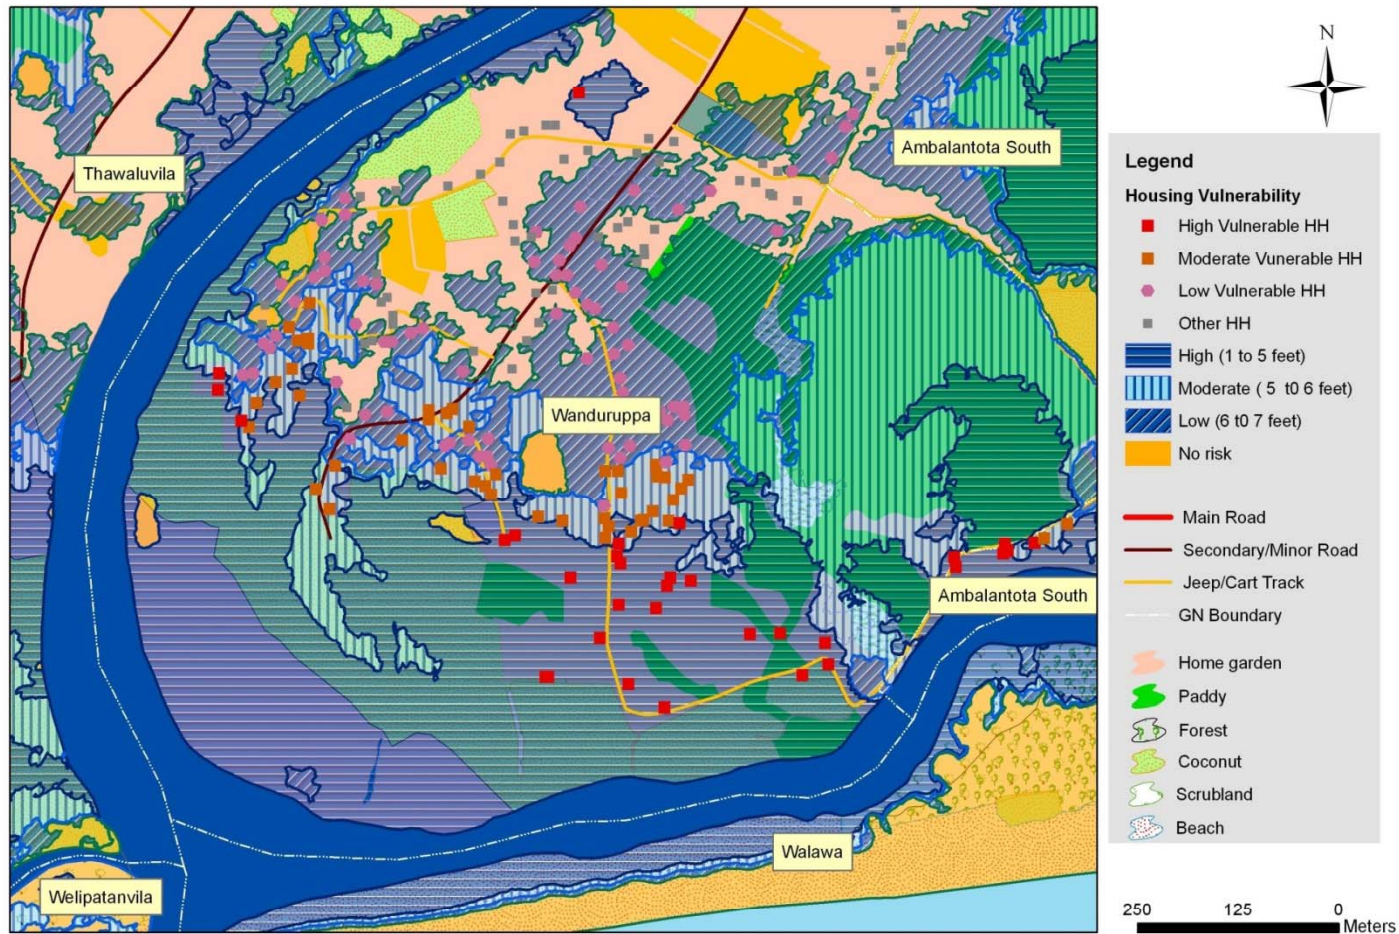 N
Thawaluvila
Ambalantota South
Wanduruppa
Ambalantota South
Walawa
Welipatanvila
Legend
Housing Vulnerability
High Vulnerable HH
Moderate Vunerable HH
Low Vulnerable HH
Other HH
High (1 to 5 feet)
Moderate ( 5 t0 6 feet)
Low (6 t0 7 feet)
No risk
Main Road
Secondary/Minor Road
Jeep/Cart Track
GN Boundary
Home garden
Paddy
Forest
Coconut
Scrubland
Beach
250 125 0
Meters